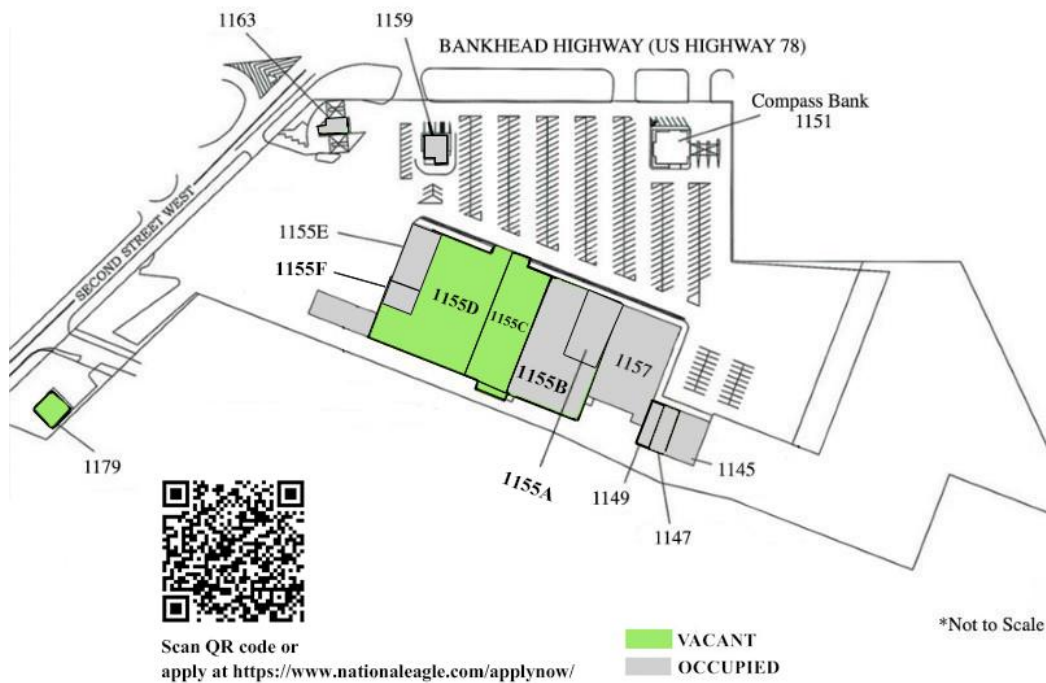 1163
1159
BANKHEAD HIGHWAY (US HIGHWAY 78)
Compass Bank
1151
SECOND STREET WEST
1155E
1155F
1155D
1155C
1155B
1157
1179
1155A
1149
1147
1145
*Not to Scale
VACANT
OCCUPIED
Scan QR code or
apply at https://www.nationaleagle.com/applynow/